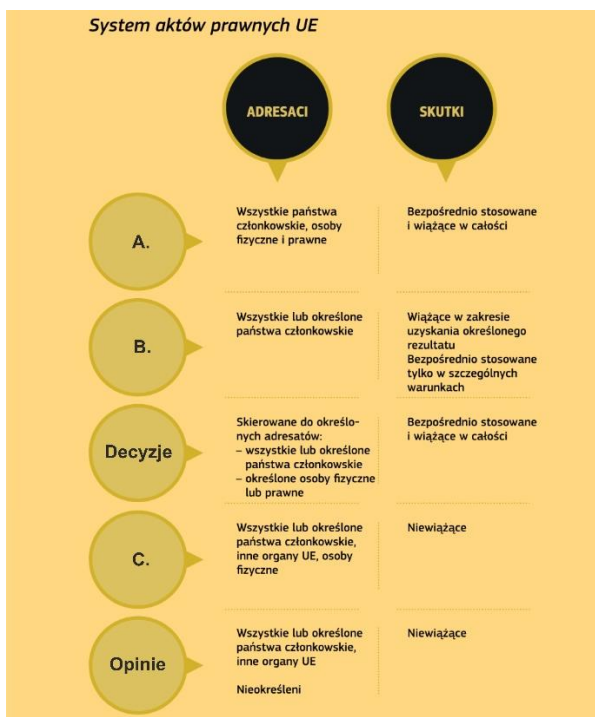 System aktów prawnych UE
ADRESACI
SKUTKI
A.
Wszystkie państwa
członkowskie, osoby
fizyczne i prawne
Bezpośrednio stosowane
i wiążące w całości
B.
Wszystkie lub określone
państwa członkowskie
Wiążące w zakresie
uzyskania określonego
rezultatu
Bezpośrednio stosowane
tylko w szczególnych
warunkach
Decyzje
Skierowane do określo-
nych adresatów:
– wszystkie lub określone
państwa członkowskie
– określone osoby fizyczne
lub prawne
Bezpośrednio stosowane
i wiążące w całości
C.
Wszystkie lub określone
państwa członkowskie,
inne organy UE, osoby
fizyczne
Niewiążące
Opinie
Wszystkie lub określone
państwa członkowskie,
inne organy UE
Nieokreśleni
Niewiążące